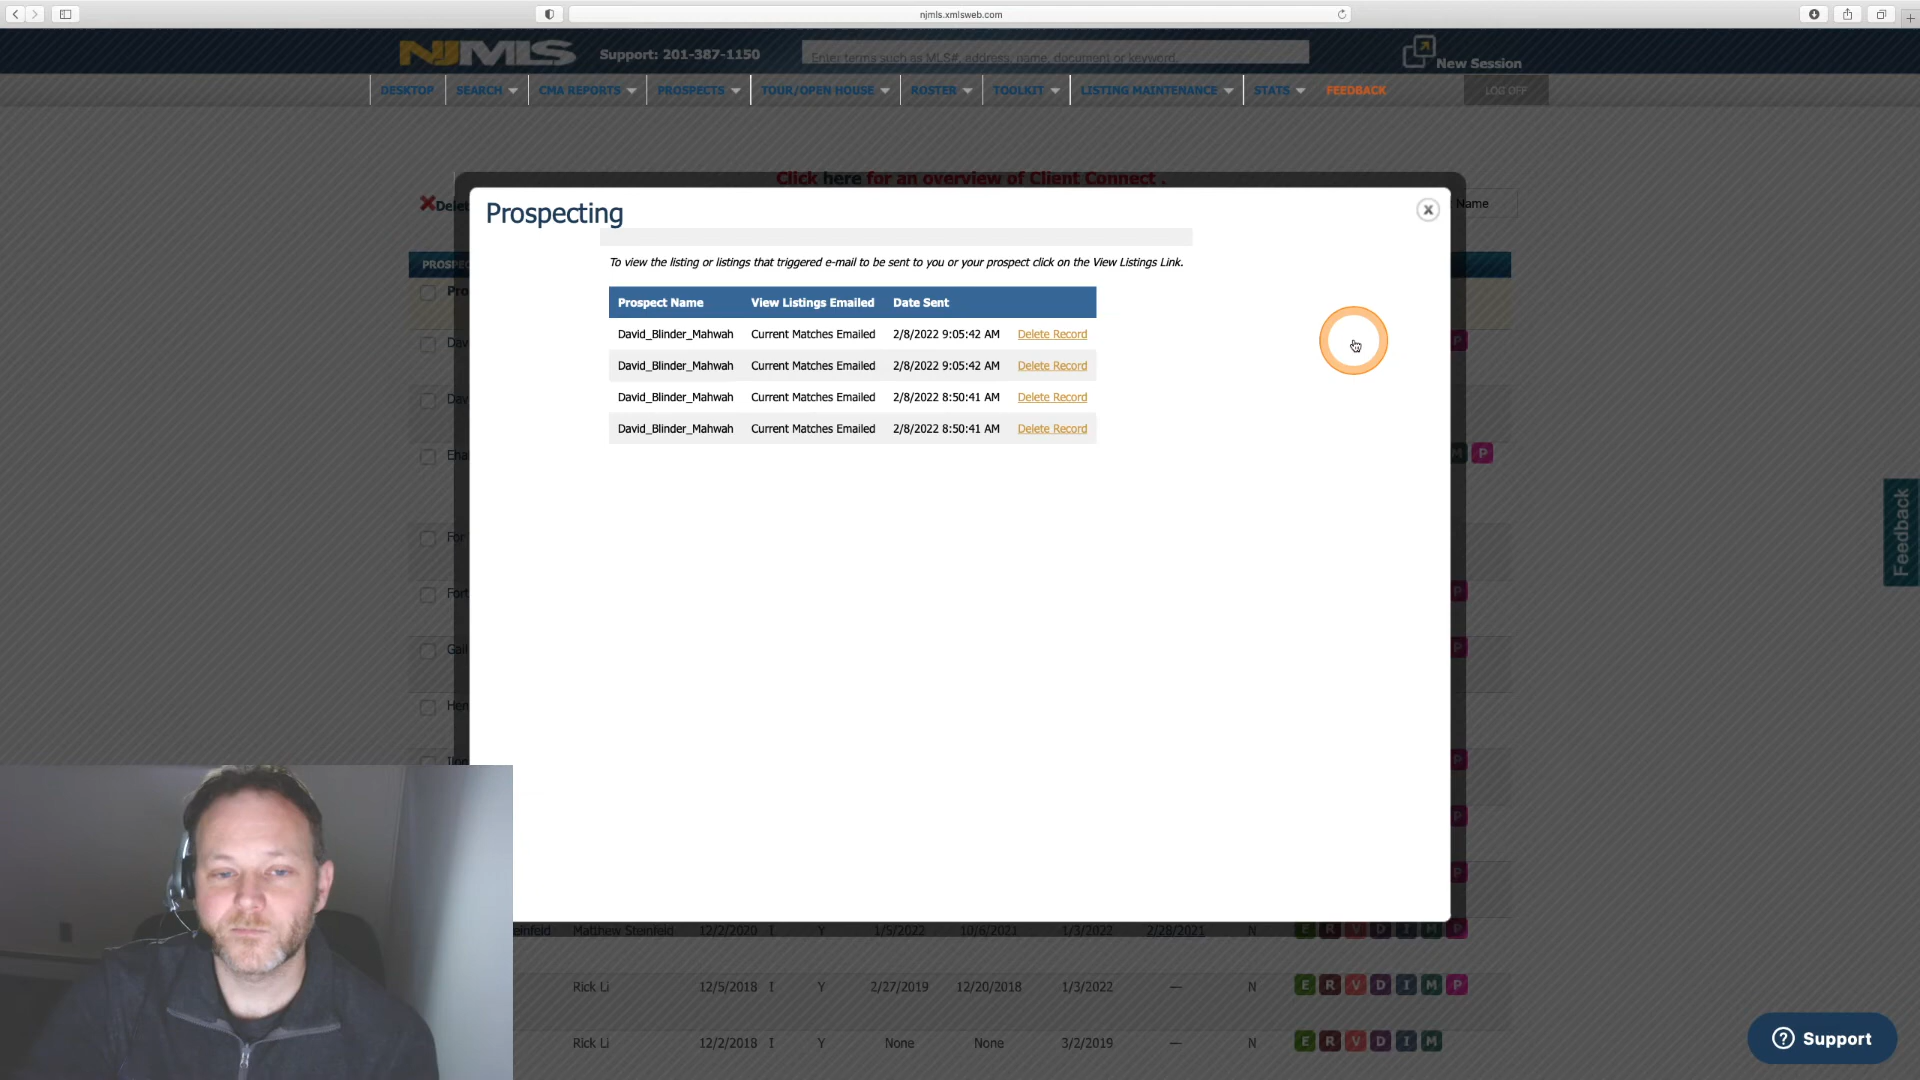 njmls.xmlsweb.com
NJMLS Support: 201-387-1150 Enter terms such as MLS#, address, name, document or keyword. New Session
DESKTOP SEARCH CMA REPORTS PROSPECTS TOUR/OPEN HOUSE ROSTER TOOLKIT LISTING MAINTENANCE STATS FEEDBACK LOG OFF
Click here for an overview of Client Connect .
Name
Prospecting
X
To view the listing or listings that triggered e-mail to be sent to you or your prospect click on the View Listings Link.
Prospect Name View Listings Emailed Date Sent
David_Blinder_Mahwah Current Matches Emailed 2/8/2022 9:05:42 AM Delete Record
David_Blinder_Mahwah Current Matches Emailed 2/8/2022 9:05:42 AM Delete Record
David_Blinder_Mahwah Current Matches Emailed 2/8/2022 8:50:41 AM Delete Record
David_Blinder_Mahwah Current Matches Emailed 2/8/2022 8:50:41 AM Delete Record
P
Feedback
einfeld Matthew Steinfeld 12/2/2020 I Y 1/5/2022 10/6/2021 1/3/2022 2/28/2021 N E R V D I M P
Rick Li 12/5/2018 I Y 2/27/2019 12/20/2018 1/3/2022 — N E R V D I M P
Rick Li 12/2/2018 I Y None None 3/2/2019 — N E R V D I M
? Support